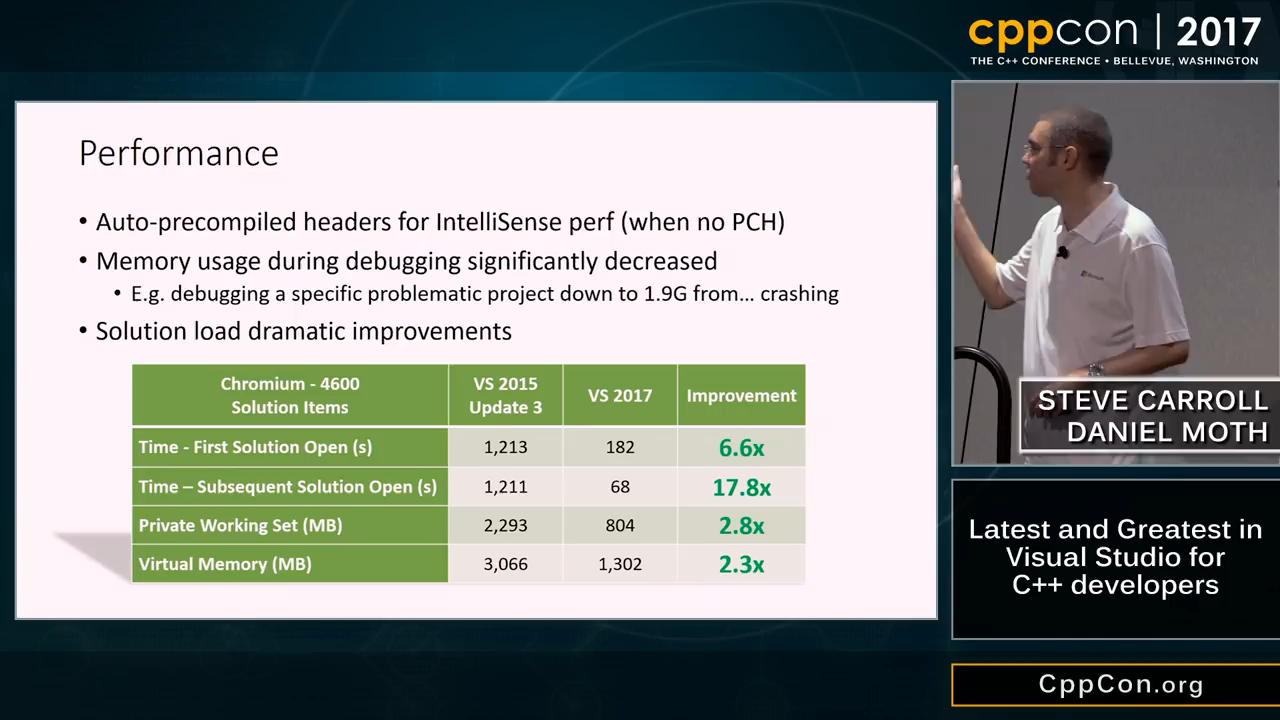 cppcon | 2017
THE C++ CONFERENCE • BELLEVUE, WASHINGTON
Performance
• Auto-precompiled headers for IntelliSense perf (when no PCH)
• Memory usage during debugging significantly decreased
• E.g. debugging a specific problematic project down to 1.9G from… crashing
• Solution load dramatic improvements
Chromium - 4600
Solution Items
VS 2015
Update 3
VS 2017
Improvement
Time - First Solution Open (s) 1,213 182 6.6x
Time – Subsequent Solution Open (s) 1,211 68 17.8x
Private Working Set (MB) 2,293 804 2.8x
Virtual Memory (MB) 3,066 1,302 2.3x
Microsoft
STEVE CARROLL
DANIEL MOTH
Latest and Greatest in
Visual Studio for
C++ developers
CppCon.org